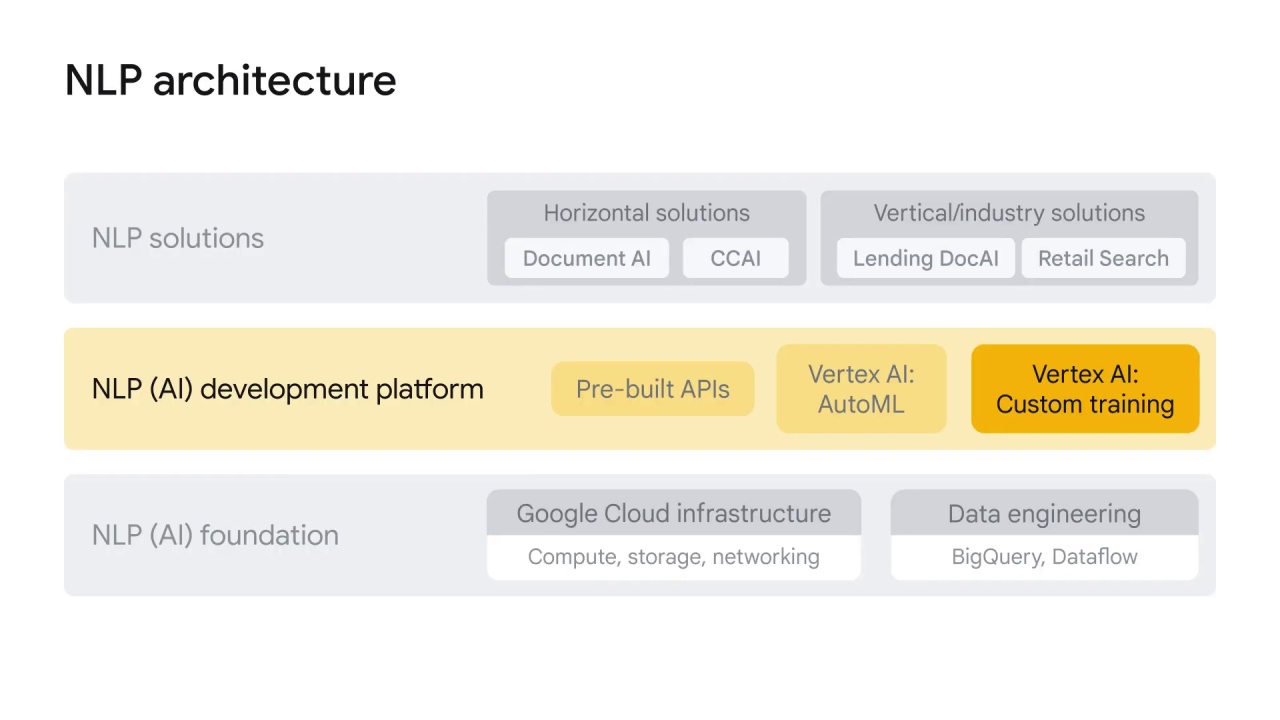 NLP architecture
NLP solutions
Horizontal solutions
Document AI
CCAI
Vertical/industry solutions
Lending DocAI
Retail Search
NLP (AI) development platform
Pre-built APIs
Vertex AI:
AutoML
Vertex AI:
Custom training
NLP (AI) foundation
Google Cloud infrastructure
Compute, storage, networking
Data engineering
BigQuery, Dataflow